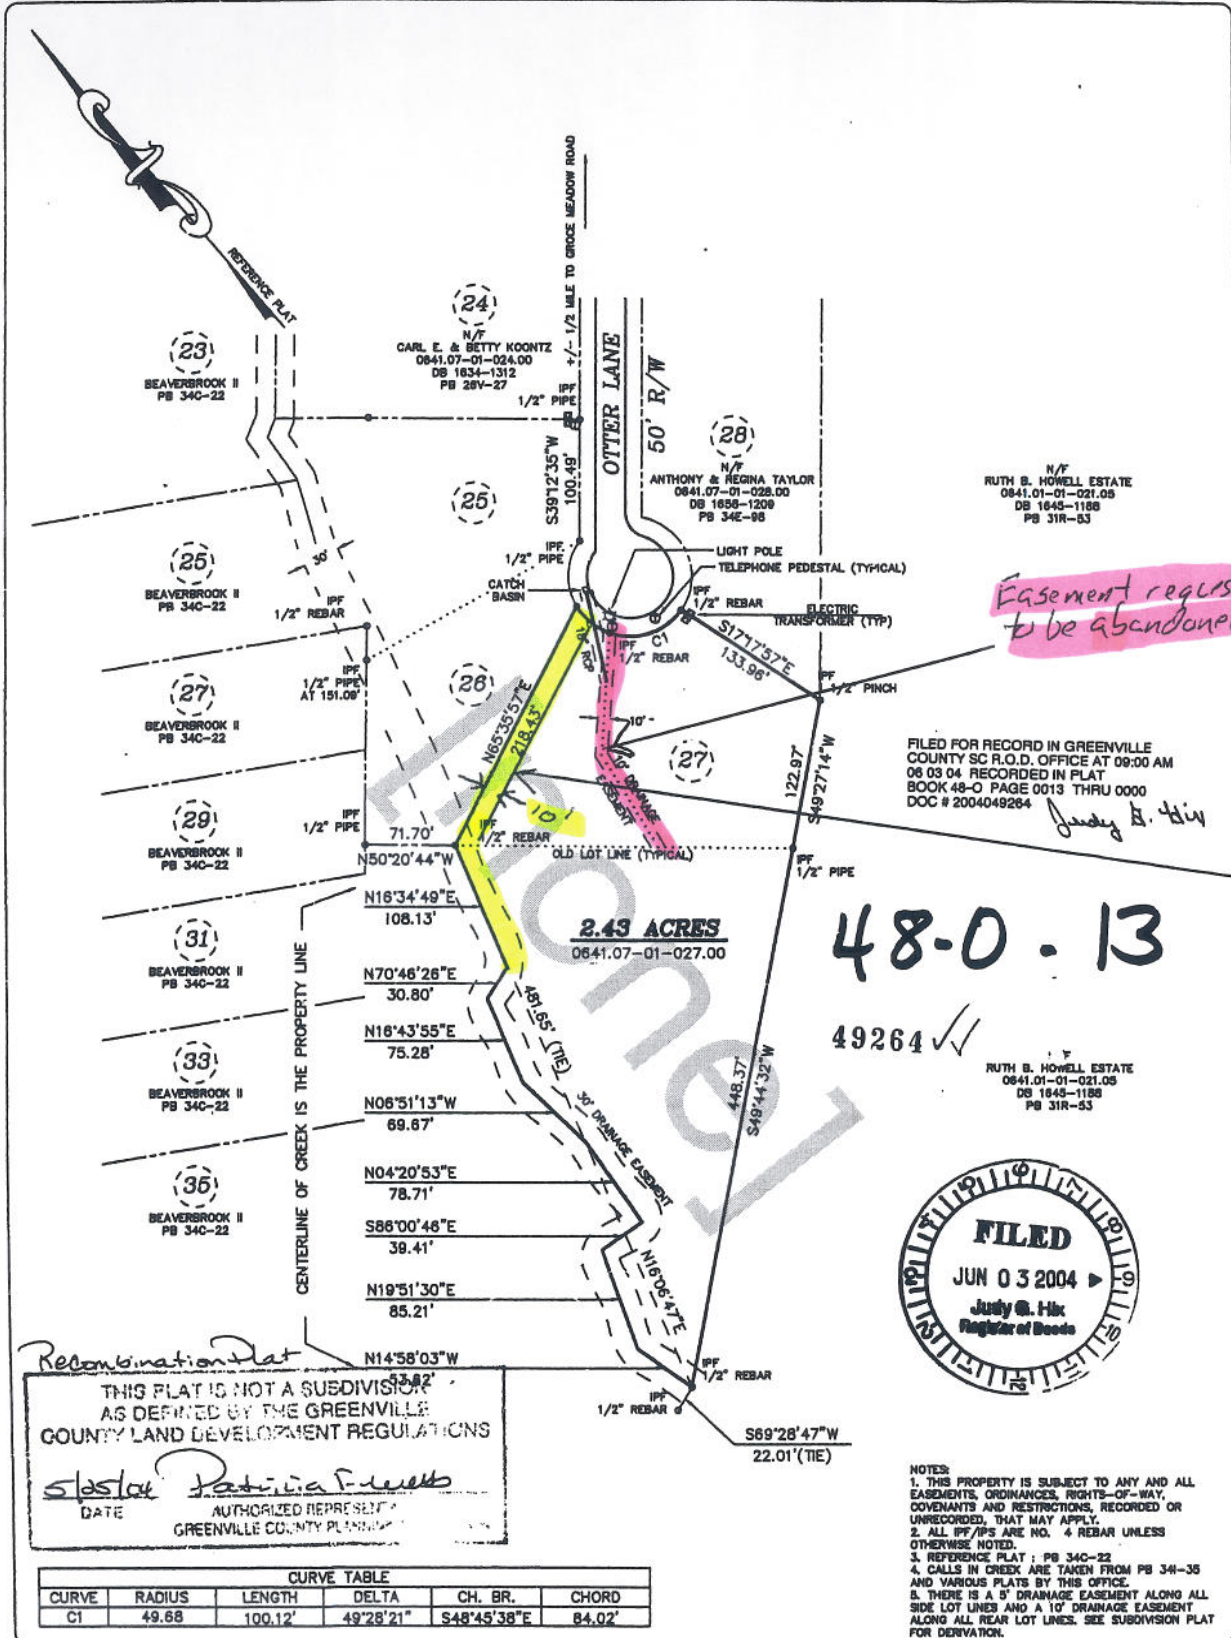 REFERENCE PLAT
+/- 1/2 MILE TO GROCE MEADOW ROAD
24
N/F
CARL E. & BETTY KOONTZ
0641.07-01-024.00
DB 1634-1312
PB 28V-27
23
BEAVERBROOK II
PB 34C-22
IPF
1/2" PIPE
OTTER LANE
50' R/W
S39°12'35"W
100.49'
28
N/F
ANTHONY & REGINA TAYLOR
0641.07-01-028.00
DB 1658-1209
PB 34E-98
N/F
RUTH B. HOWELL ESTATE
0641.01-01-021.05
DB 1645-1188
PB 31R-53
25
30'
25
BEAVERBROOK II
PB 34C-22
IPF
1/2" PIPE
CATCH
BASIN
LIGHT POLE
TELEPHONE PEDESTAL (TYPICAL)
IPF
1/2" REBAR
ELECTRIC
TRANSFORMER (TYP)
Easement reques
to be abandone
IPF
1/2" REBAR
C1
IPF
1/2" REBAR
18" RCP
S17°17'57"E
133.96'
IPF
1/2" PIPE
AT 151.09'
26
PF
1/2" PINCH
27
BEAVERBROOK II
PB 34C-22
N65°35'57"E
218.43'
10'
27
10' DRAINAGE
EASEMENT
122.97'
S49°27'14"W
FILED FOR RECORD IN GREENVILLE
COUNTY SC R.O.D. OFFICE AT 09:00 AM
06 03 04 RECORDED IN PLAT
BOOK 48-O PAGE 0013 THRU 0000
DOC # 2004049264
29
BEAVERBROOK II
PB 34C-22
IPF
1/2" PIPE
71.70'
N50°20'44"W
IPF
1/2" REBAR
10'
OLD LOT LINE (TYPICAL)
IPF
1/2" PIPE
N16°34'49"E
108.13'
2.43 ACRES
0641.07-01-027.00
48-O - 13
31
BEAVERBROOK II
PB 34C-22
N70°46'26"E
30.80'
481.65' (TIE)
N16°43'55"E
75.28'
49264
33
BEAVERBROOK II
PB 34C-22
RUTH B. HOWELL ESTATE
0641.01-01-021.05
DB 1645-1188
PB 31R-53
N06°51'13"W
69.67'
30' DRAINAGE EASEMENT
448.37'
S49°44'32"W
CENTERLINE OF CREEK IS THE PROPERTY LINE
35
BEAVERBROOK II
PB 34C-22
N04°20'53"E
78.71'
S86°00'46"E
39.41'
N16°06'47"E
N19°51'30"E
85.21'
FILED
JUN 03 2004
Judy G. Hix
Register of Deeds
N14°58'03"W
53.82'
IPF
1/2" REBAR
IPF
1/2" REBAR
S69°28'47"W
22.01'(TIE)
Recombination Plat
THIS PLAT IS NOT A SUBDIVISION
AS DEFINED BY THE GREENVILLE
COUNTY LAND DEVELOPMENT REGULATIONS
5/25/04
DATE
AUTHORIZED
GREENVILLE COUNTY
CURVE TABLE
CURVE RADIUS LENGTH DELTA CH. BR. CHORD
C1 49.68 100.12' 49°28'21" S48°45'38"E 84.02'
NOTES:
1. THIS PROPERTY IS SUBJECT TO ANY AND ALL
EASEMENTS, ORDINANCES, RIGHTS-OF-WAY,
COVENANTS AND RESTRICTIONS, RECORDED OR
UNRECORDED, THAT MAY APPLY.
2. ALL IPF/IPS ARE NO. 4 REBAR UNLESS
OTHERWISE NOTED.
3. REFERENCE PLAT : PB 34C-22
4. CALLS IN CREEK ARE TAKEN FROM PB 34I-35
AND VARIOUS PLATS BY THIS OFFICE.
5. THERE IS A 5' DRAINAGE EASEMENT ALONG ALL
SIDE LOT LINES AND A 10' DRAINAGE EASEMENT
ALONG ALL REAR LOT LINES. SEE SUBDIVISION PLAT
FOR DERIVATION.